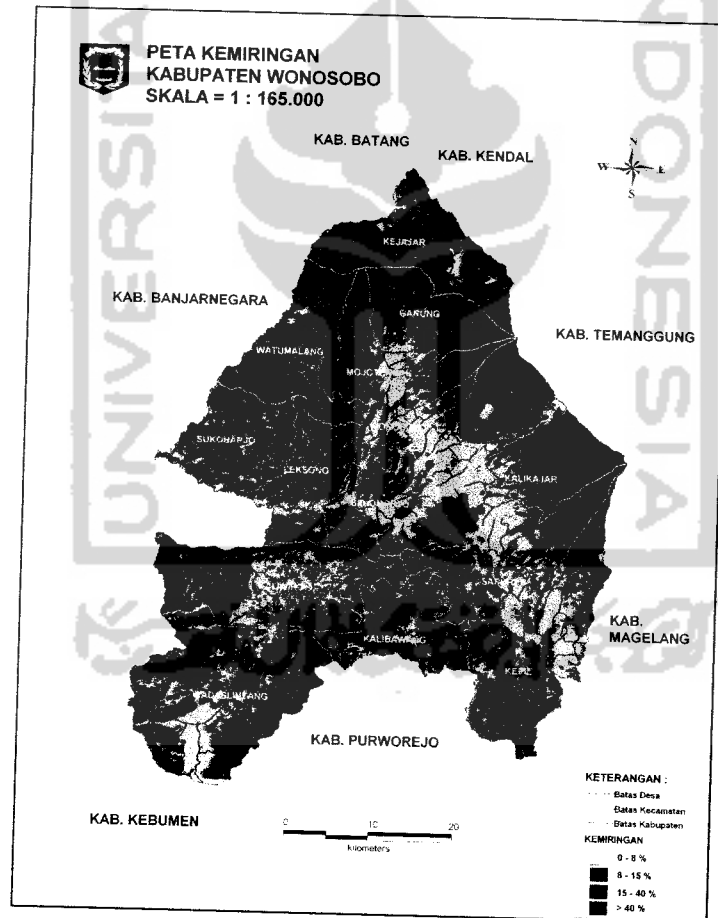 PETA KEMIRINGAN
KABUPATEN WONOSOBO
SKALA = 1 : 165.000
KAB. BATANG
KAB. KENDAL
N
W
E
S
KEJAJAR
KAB. BANJARNEGARA
GARUNG
KAB. TEMANGGUNG
WATUMALANG
SUKOHARJO
LEKSONO
KALIKAJAR
KAB.
MAGELANG
KALIBAWANG
KEPIL
WADASLINTANG
KAB. PURWOREJO
KAB. KEBUMEN
0 10 20
kilometers
KETERANGAN :
Batas Desa
Batas Kecamatan
Batas Kabupaten
KEMIRINGAN
0 - 8 %
8 - 15 %
15 - 40 %
> 40 %
UNIVERSITA
NDONESIA